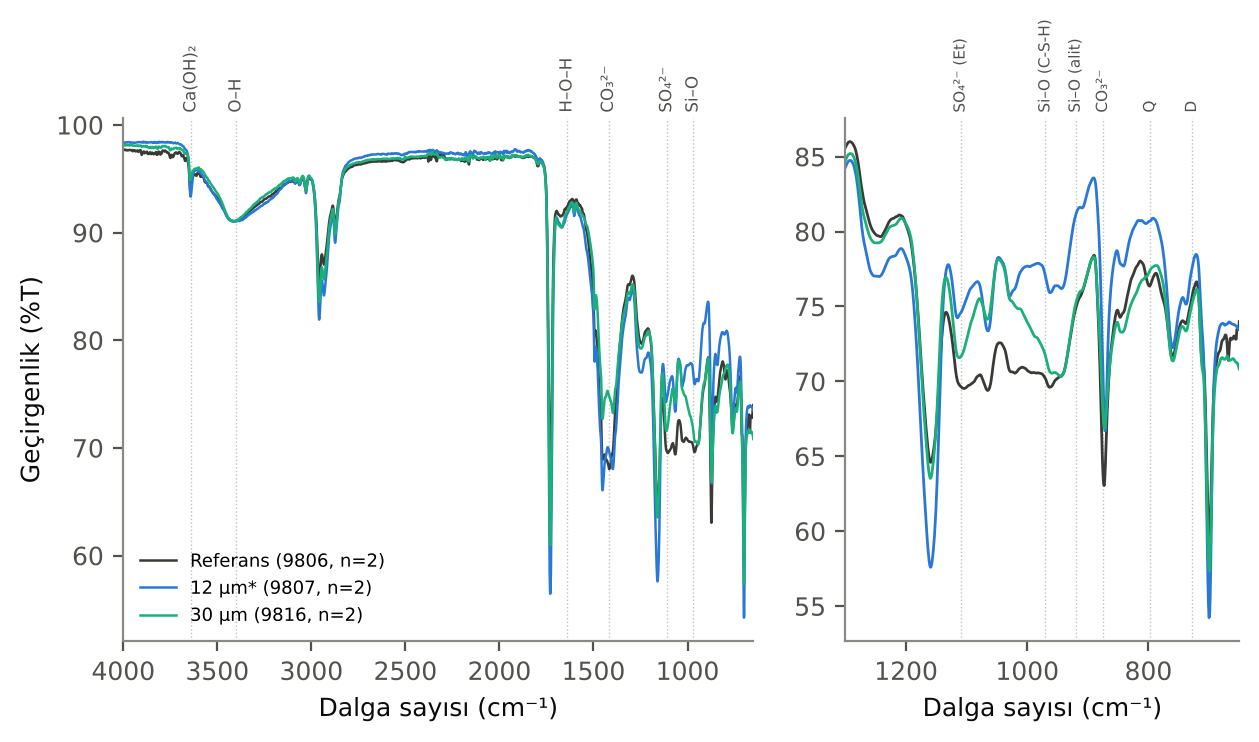 Ca(OH)₂
O–H
H–O–H
CO₃²⁻
SO₄²⁻
Si–O
SO₄²⁻ (Et)
Si–O (C-S-H)
Si–O (alit)
CO₃²⁻
Q
D
Geçirgenlik (%T)
100
90
80
70
60
85
80
75
70
65
60
55
Referans (9806, n=2)
12 µm* (9807, n=2)
30 µm (9816, n=2)
4000 3500 3000 2500 2000 1500 1000
1200 1000 800
Dalga sayısı (cm⁻¹)
Dalga sayısı (cm⁻¹)